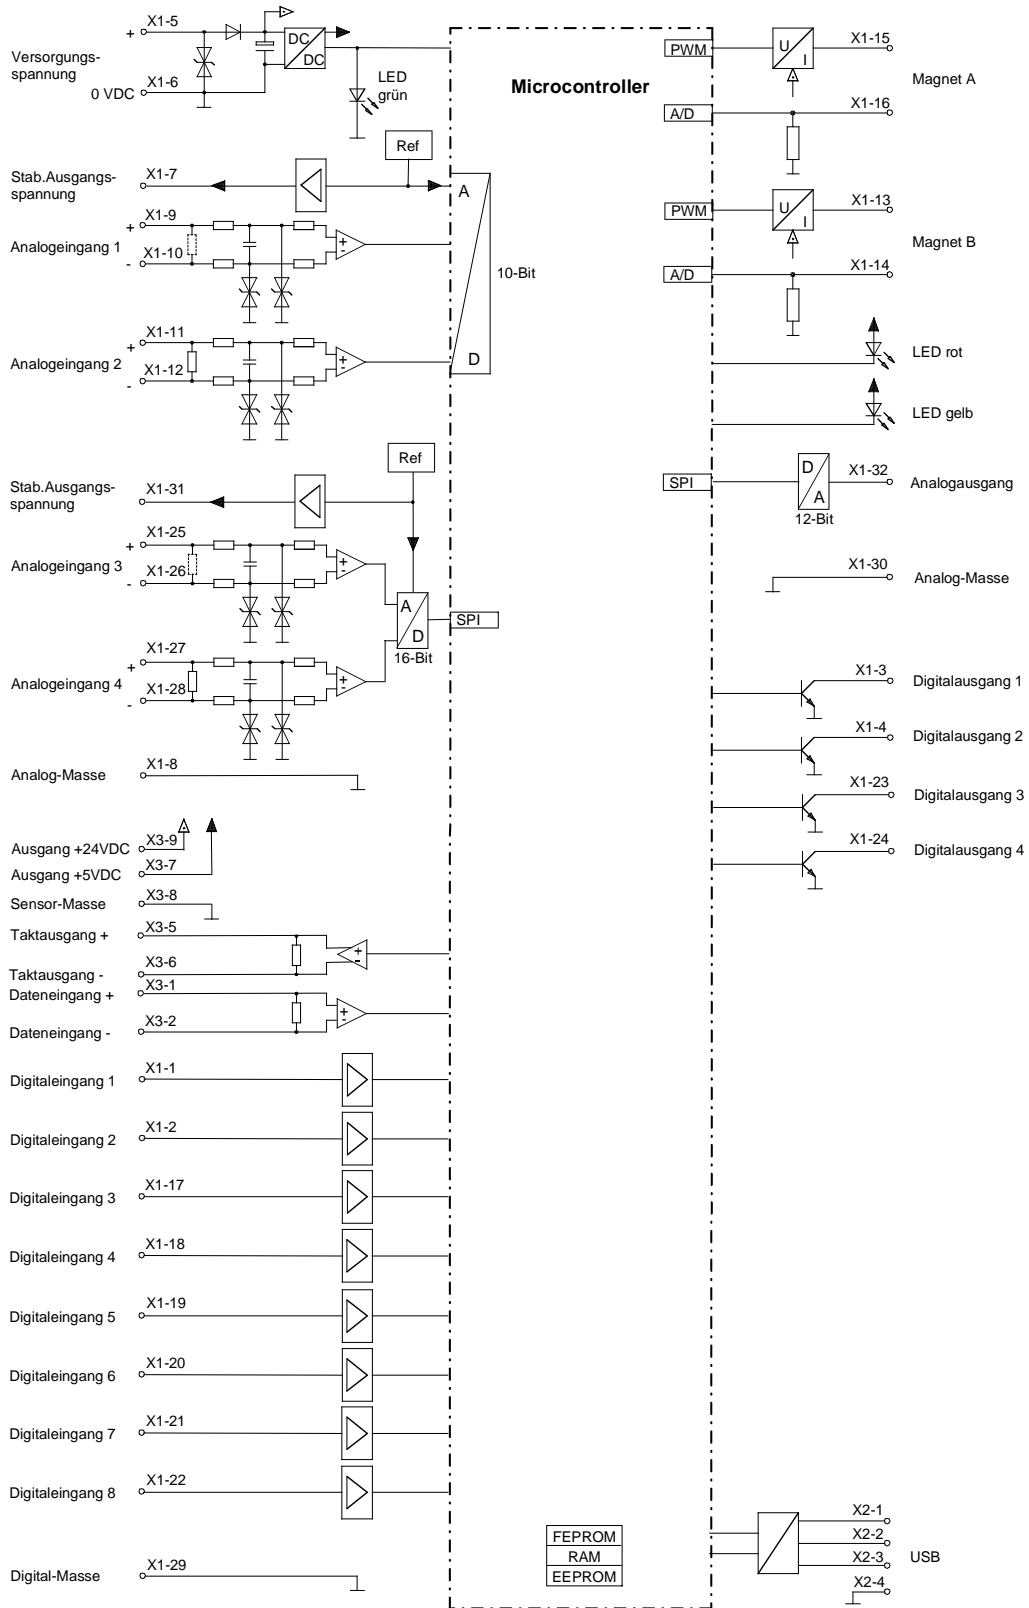 X1-5
+
Versorgungs-
spannung
X1-6
0 VDC
DC
DC
LED
grün
Ref
Stab.Ausgangs-
spannung
X1-7
X1-9
+
Analogeingang 1
X1-10
-
+
-
A
10-Bit
D
X1-11
+
Analogeingang 2
X1-12
-
+
-
Ref
Stab.Ausgangs-
spannung
X1-31
X1-25
+
Analogeingang 3
X1-26
-
+
-
A
D
16-Bit
SPI
X1-27
+
Analogeingang 4
X1-28
-
+
-
Analog-Masse
X1-8
X3-9
Ausgang +24VDC
X3-7
Ausgang +5VDC
X3-8
Sensor-Masse
X3-5
Taktausgang +
X3-6
Taktausgang -
+
-
X3-1
Dateneingang +
X3-2
Dateneingang -
+
-
X1-1
Digitaleingang 1
X1-2
Digitaleingang 2
X1-17
Digitaleingang 3
X1-18
Digitaleingang 4
X1-19
Digitaleingang 5
X1-20
Digitaleingang 6
X1-21
Digitaleingang 7
X1-22
Digitaleingang 8
X1-29
Digital-Masse
Microcontroller
FEPROM
RAM
EEPROM
PWM
U
I
X1-15
Magnet A
A/D
X1-16
PWM
U
I
X1-13
Magnet B
A/D
X1-14
LED rot
LED gelb
SPI
D
A
12-Bit
X1-32
Analogausgang
X1-30
Analog-Masse
X1-3
Digitalausgang 1
X1-4
Digitalausgang 2
X1-23
Digitalausgang 3
X1-24
Digitalausgang 4
X2-1
X2-2
X2-3
USB
X2-4